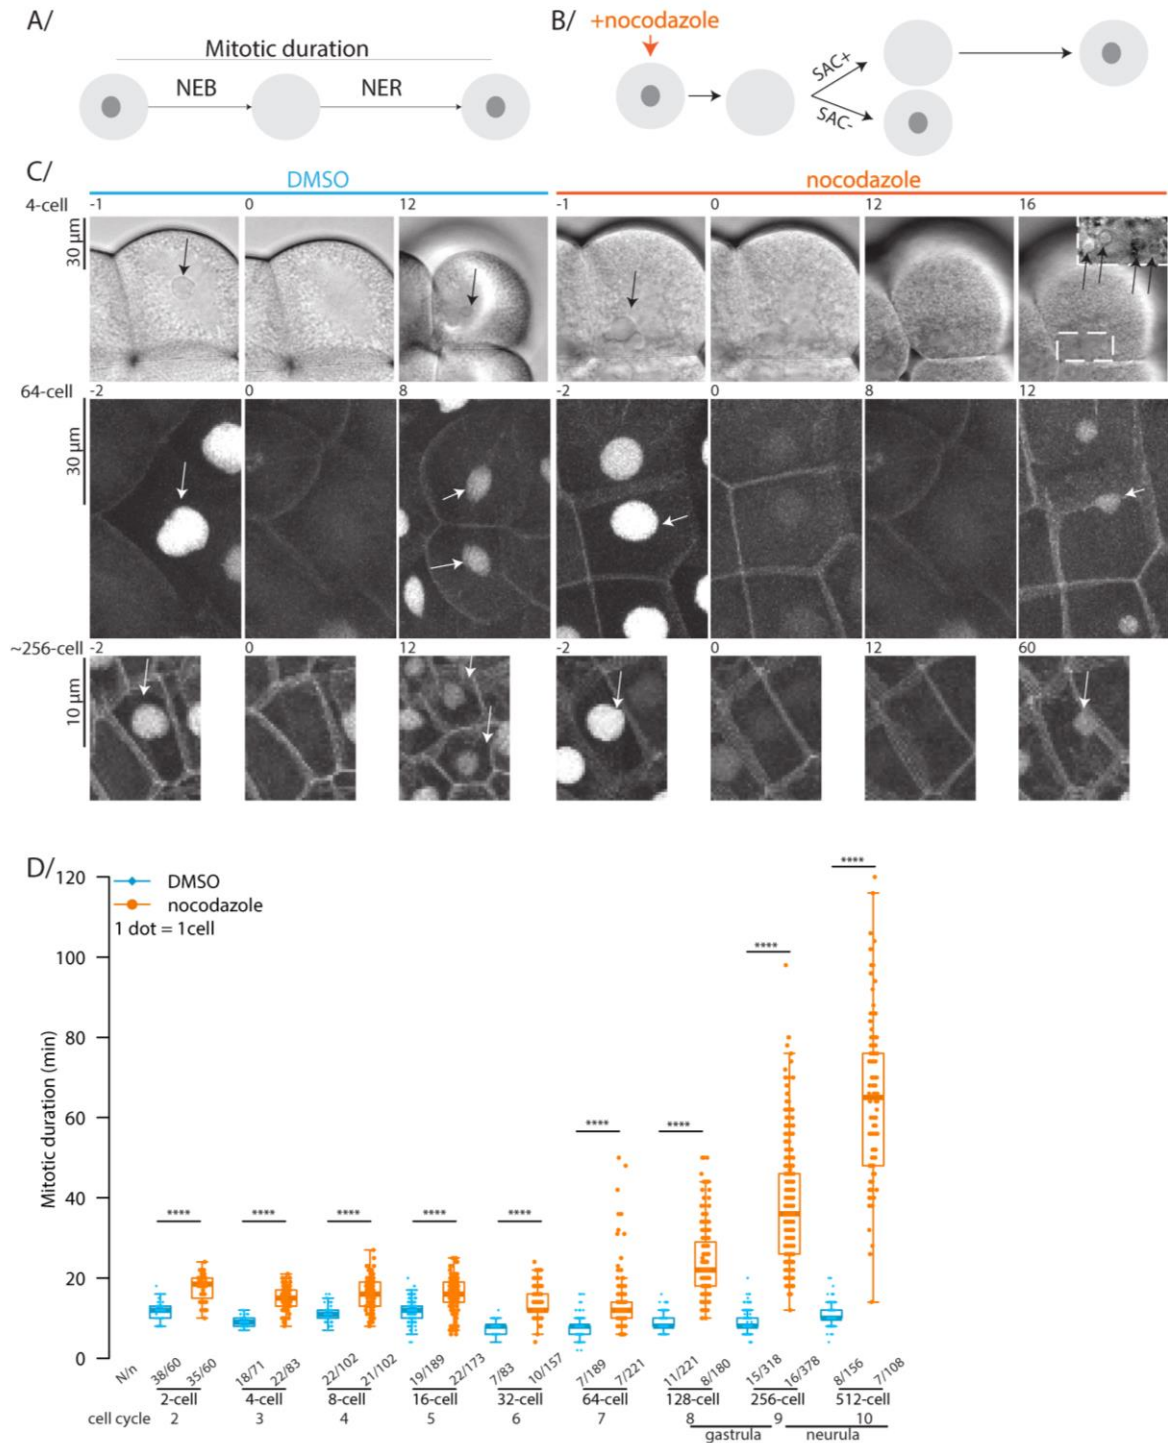 A/
Mitotic duration
NEB
NER
B/
+nocodazole
SAC+
SAC-
C/
DMSO
nocodazole
4-cell
-1
0
12
-1
0
12
16
30 µm
64-cell
-2
0
8
-2
0
8
12
30 µm
~256-cell
-2
0
12
-2
0
12
60
10 µm
D/
DMSO
nocodazole
1 dot = 1cell
Mitotic duration (min)
120
100
80
60
40
20
0
****
****
****
****
****
****
****
****
****
N/n
38/60
35/60
18/71
22/83
22/102
21/102
19/189
22/173
7/83
10/157
7/189
7/221
11/221
8/180
15/318
16/378
8/156
7/108
2-cell
4-cell
8-cell
16-cell
32-cell
64-cell
128-cell
256-cell
512-cell
cell cycle
2
3
4
5
6
7
8
9
10
gastrula
neurula